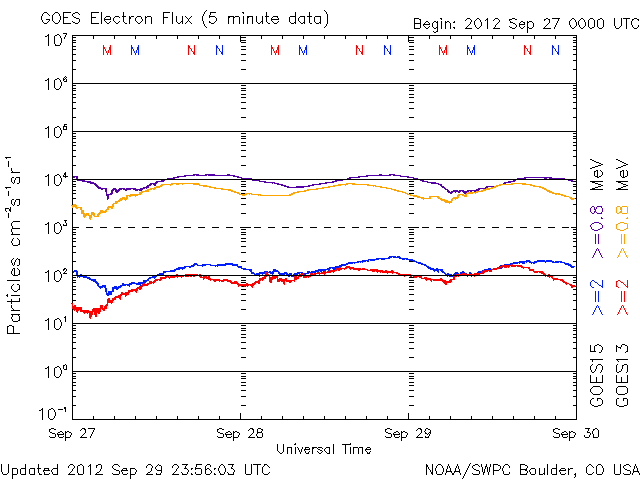 GOES Electron Flux (5 minute data)
Begin: 2012 Sep 27 0000 UTC
M M N N M M N N M M N N
10^7
10^6
10^5
10^4
10^3
10^2
10^1
10^0
10^-1
Particles cm^-2 s^-1 sr^-1
GOES15 >=2 >=0.8 MeV
GOES13 >=2 >=0.8 MeV
Sep 27 Sep 28 Sep 29 Sep 30
Universal Time
Updated 2012 Sep 29 23:56:03 UTC
NOAA/SWPC Boulder, CO USA